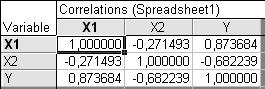 Correlations (Spreadsheet1)
Variable X1 X2 Y
X1 1,000000 -0,271493 0,873684
X2 -0,271493 1,000000 -0,682239
Y 0,873684 -0,682239 1,000000